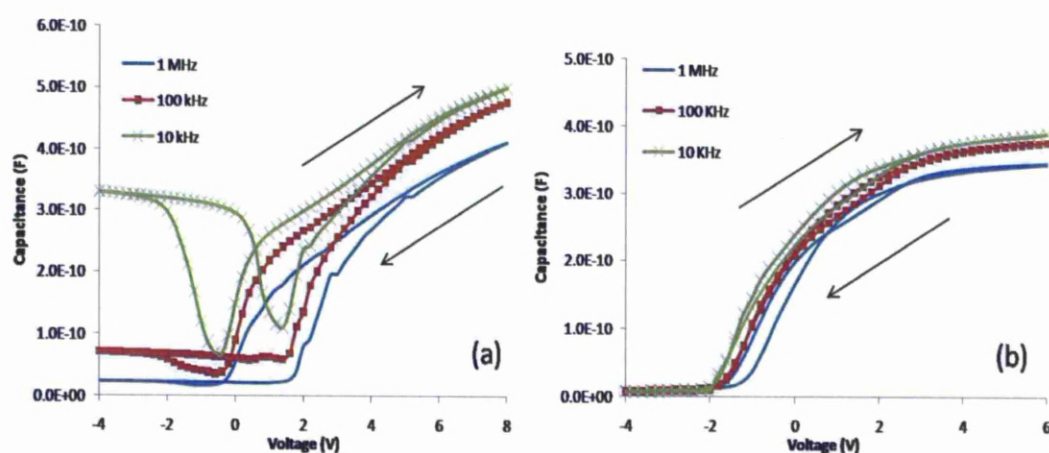 6.0E-10
5.0E-10
4.0E-10
3.0E-10
2.0E-10
1.0E-10
0.0E+00
Capacitance (F)
1 MHz
100 kHz
10 kHz
(a)
-4 -2 0 2 4 6 8
Voltage (V)
5.0E-10
4.0E-10
3.0E-10
2.0E-10
1.0E-10
0.0E+00
Capacitance (F)
1 MHz
100 KHz
10 KHz
(b)
-4 -2 0 2 4 6
Voltage (V)